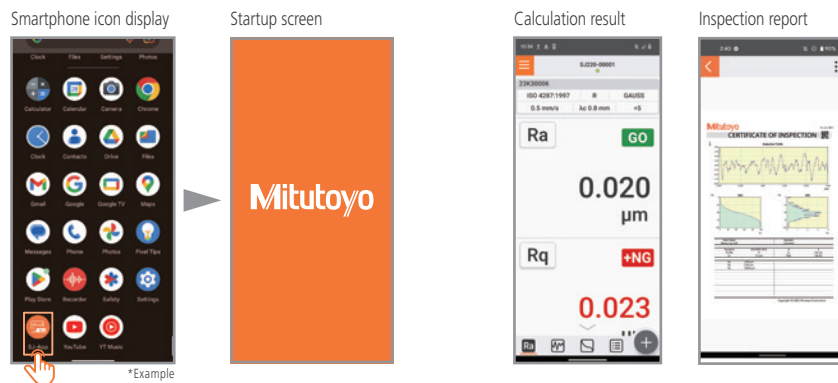 Smartphone icon display
Startup screen
Calculation result
Inspection report
Clock Files Settings Photos
Calculator Calendar Camera Chrome
Clock Contacts Drive Files
Gmail Google Google TV Maps
Messages Phone Photos Pixel Tips
Play Store Recorder Safety Settings
SJ-App YouTube YT Music
*Example
Mitutoyo
SJ220-00001
23K30006
ISO 4287:1997 R GAUSS
0.5 mm/s λc 0.8 mm ×5
Ra GO
0.020
µm
Rq +NG
0.023
Ra
2:40
90%
Mitutoyo
CERTIFICATE OF INSPECTION